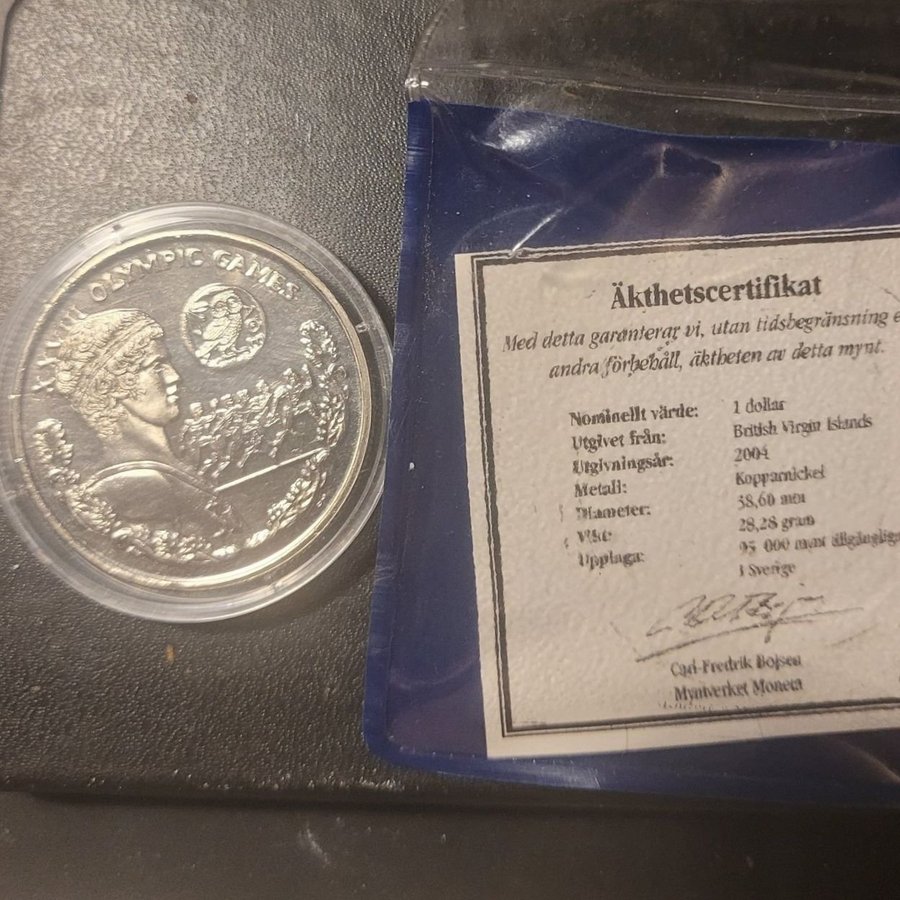 XXVIII OLYMPIC GAMES
Äkthetscertifikat
Med detta garanterar vi, utan tidsbegränsning e
andra förbehåll, äktheten av detta mynt.
Nominellt värde: 1 dollar
Utgivet från: British Virgin Islands
Utgivningsår: 2004
Metall: Kopparnickel
Diameter: 38,60 mm
Vikt: 28,28 gram
Upplaga: 95 000 mynt tillgängliga
i Sverige
Carl-Fredrik Bojsen
Myntverket Moneta